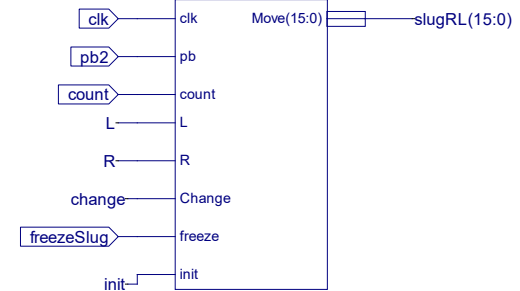 clk clk Move(15:0) slugRL(15:0)
pb2 pb
count count
L L
R R
change Change
freezeSlug freeze
init init